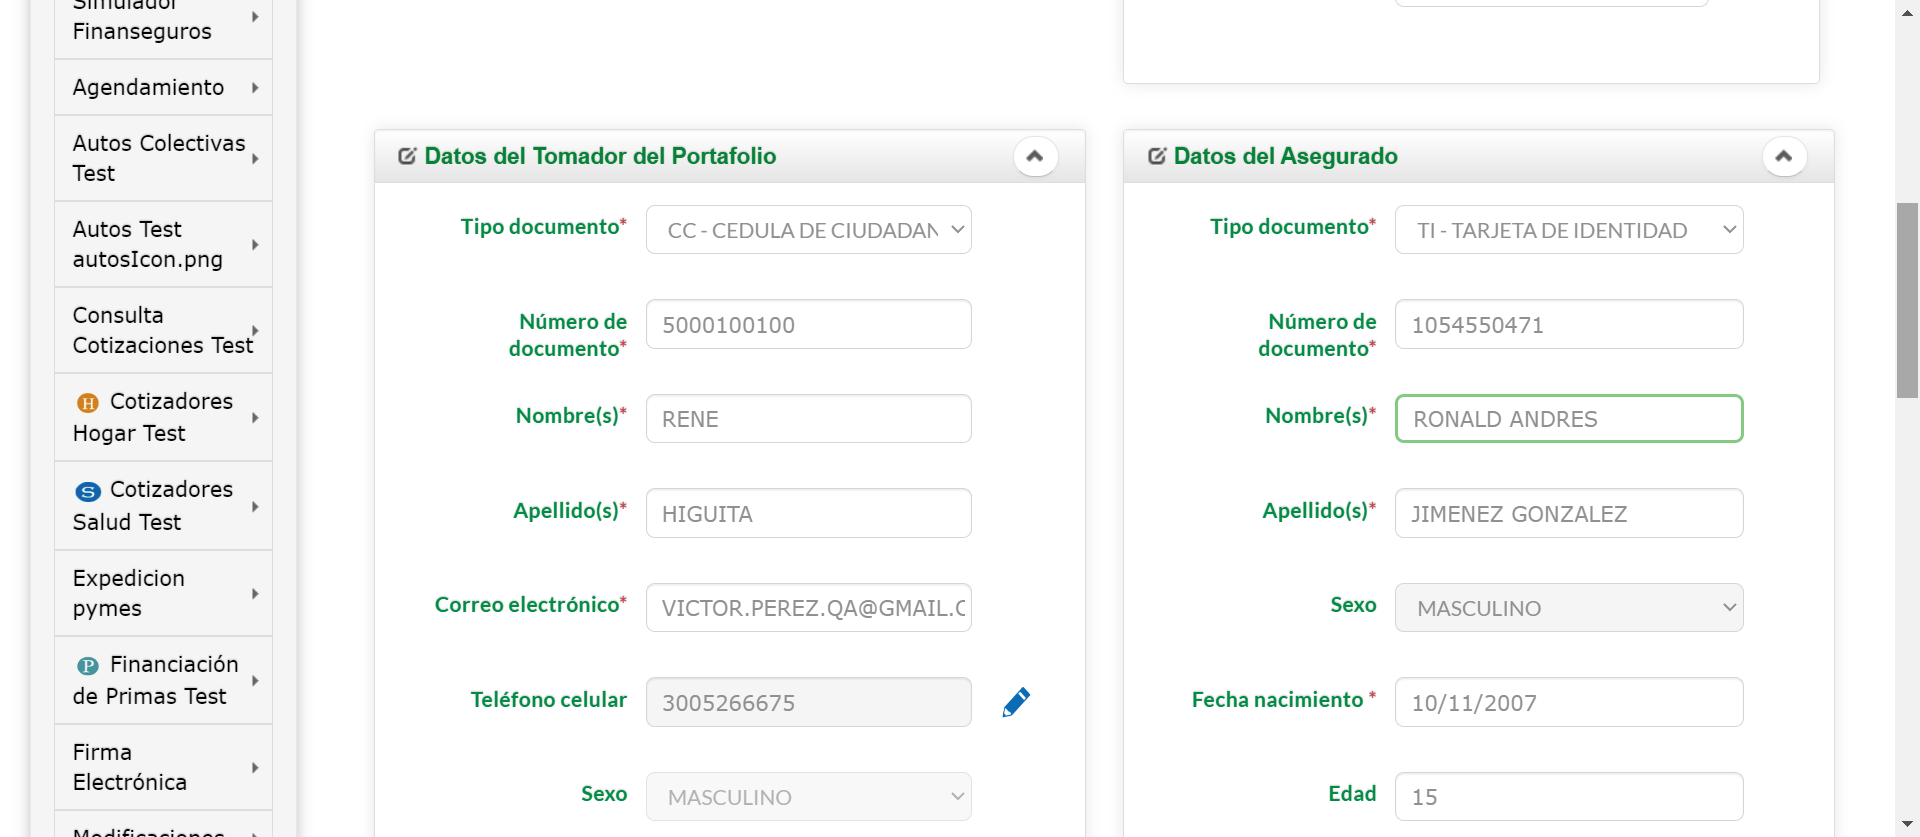 Simulador
Finanseguros
Agendamiento
Autos Colectivas
Test
Autos Test
autosIcon.png
Consulta
Cotizaciones Test
H Cotizadores
Hogar Test
S Cotizadores
Salud Test
Expedicion
pymes
P Financiación
de Primas Test
Firma
Electrónica
Modificaciones
Datos del Tomador del Portafolio
Tipo documento*
CC - CEDULA DE CIUDADAN
Número de
documento*
5000100100
Nombre(s)*
RENE
Apellido(s)*
HIGUITA
Correo electrónico*
VICTOR.PEREZ.QA@GMAIL.C
Teléfono celular
3005266675
Sexo
MASCULINO
Datos del Asegurado
Tipo documento*
TI - TARJETA DE IDENTIDAD
Número de
documento*
1054550471
Nombre(s)*
RONALD ANDRES
Apellido(s)*
JIMENEZ GONZALEZ
Sexo
MASCULINO
Fecha nacimiento *
10/11/2007
Edad
15